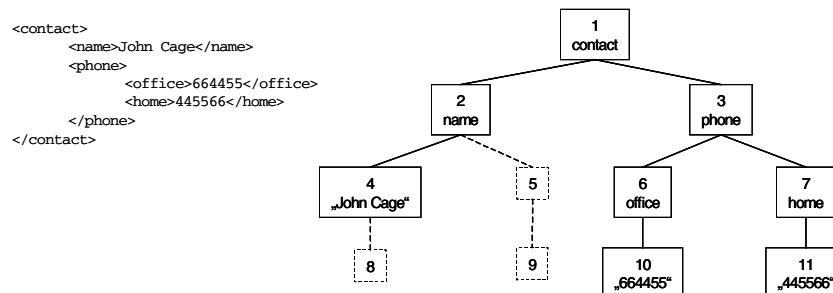 <contact>
<name>John Cage</name>
<phone>
<office>664455</office>
<home>445566</home>
</phone>
</contact>
1
contact
2
name
3
phone
4
„John Cage“
5
6
office
7
home
8
9
10
„664455“
11
„445566“